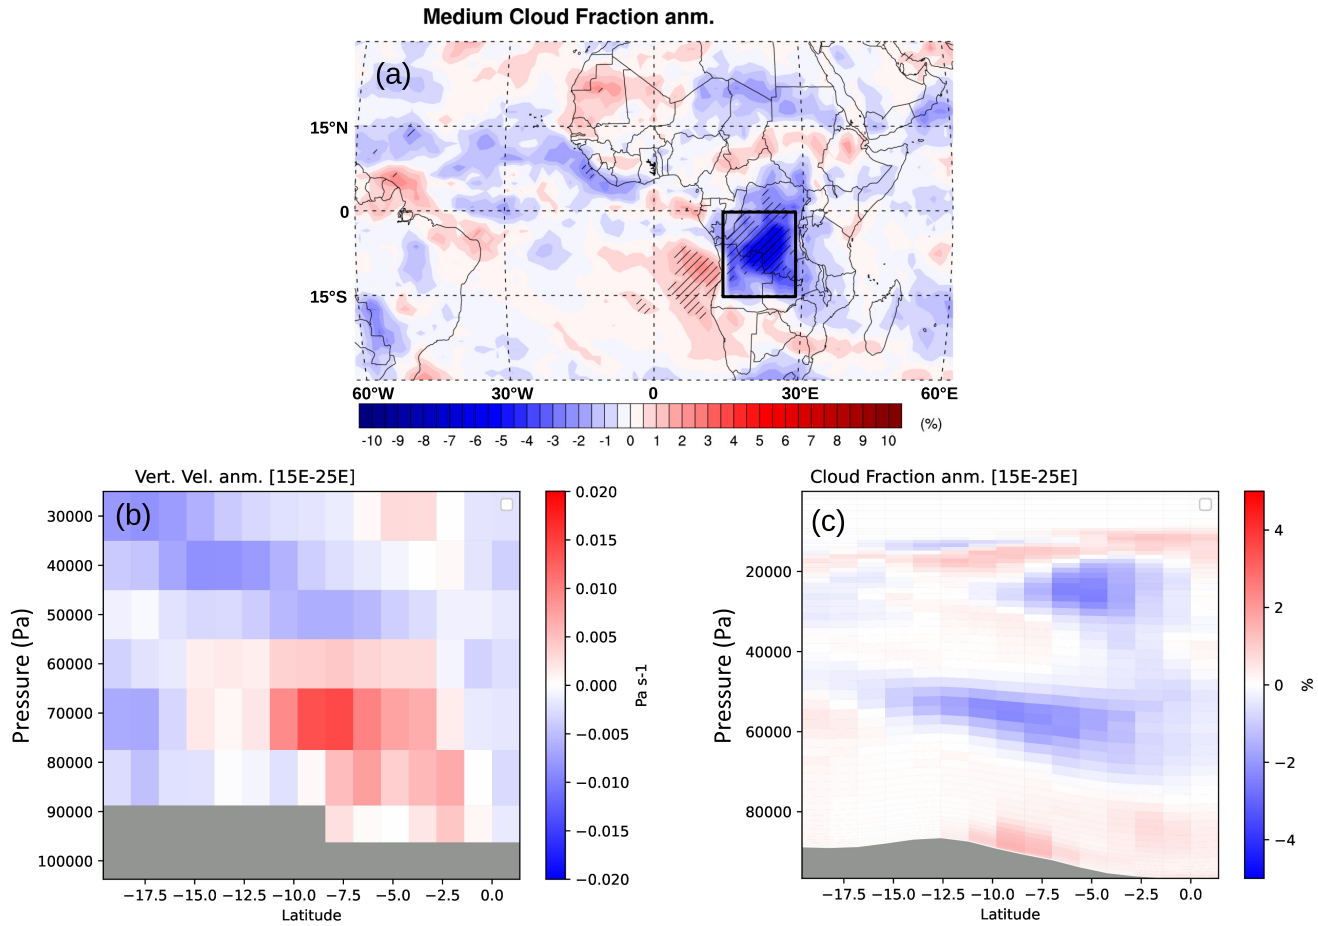 Medium Cloud Fraction anm.
(a)
15°N
0
15°S
60°W 30°W 0 30°E 60°E
-10 -9 -8 -7 -6 -5 -4 -3 -2 -1 0 1 2 3 4 5 6 7 8 9 10 (%)
Vert. Vel. anm. [15E-25E]
(b)
30000
40000
50000
60000
70000
80000
90000
100000
Pressure (Pa)
−17.5 −15.0 −12.5 −10.0 −7.5 −5.0 −2.5 0.0
Latitude
0.020
0.015
0.010
0.005
0.000
−0.005
−0.010
−0.015
−0.020
Pa s-1
Cloud Fraction anm. [15E-25E]
(c)
20000
40000
60000
80000
Pressure (Pa)
−17.5 −15.0 −12.5 −10.0 −7.5 −5.0 −2.5 0.0
Latitude
4
2
0
−2
−4
%